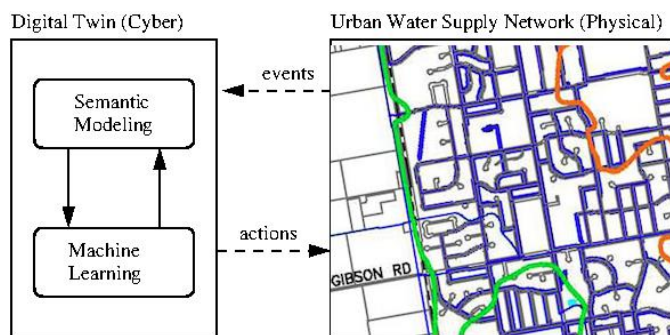 Digital Twin (Cyber)
Urban Water Supply Network (Physical)
events
Semantic
Modeling
actions
Machine
Learning
GIBSON RD